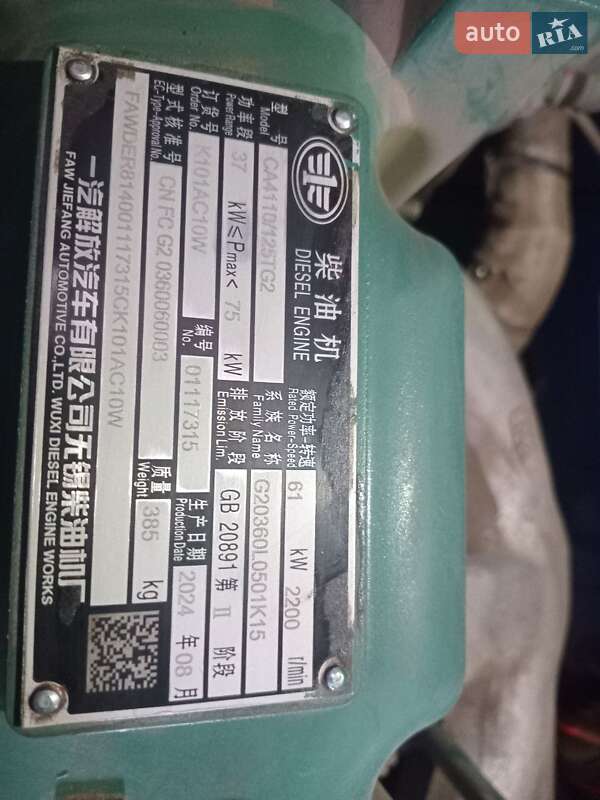 auto RIA .com
柴油机
DIESEL ENGINE
型号 CA4110/125TG2 额定功率-转速 61 kW 2200 r/min
Model Rated Power-Speed
功率段 37 kW≤Pmax< 75 kW 系族名称 G20360L0501K15
Power Range Family Name
订货号 K101AC10W 排放阶段 GB 20891 第 II 阶段
Order No. Emission Lim.
编号 01117315 生产日期 2024 年 08 月
No. Production Date
型式核准号 CN FC G2 0360060093 质量 385 kg
EC-Type-Approval No. Weight
FAWDER814001117315CK101AC10W
一汽解放汽车有限公司无锡柴油机厂
FAW JIEFANG AUTOMOTIVE CO.,LTD. WUXI DIESEL ENGINE WORKS